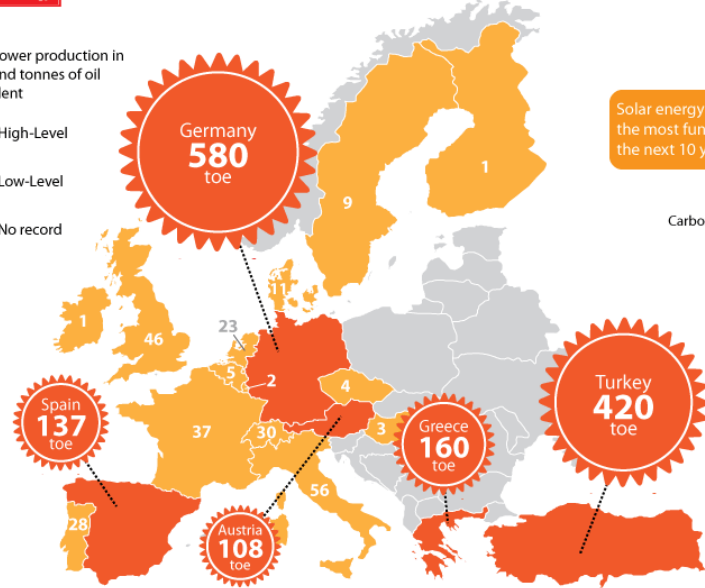 ower production in
nd tonnes of oil
lent
High-Level
Low-Level
No record
Germany
580
toe
Solar energy
the most fun
the next 10 y
Carbo
1
9
11
1
46
23
5
2
4
Turkey
420
toe
Spain
137
toe
37
30
3
Greece
160
toe
56
28
Austria
108
toe